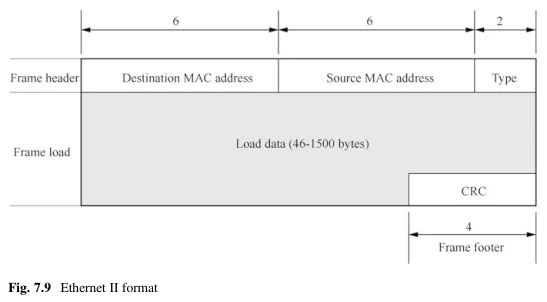 6 6 2
Frame header Destination MAC address Source MAC address Type
Frame load Load data (46-1500 bytes)
CRC
4
Frame footer
Fig. 7.9 Ethernet II format